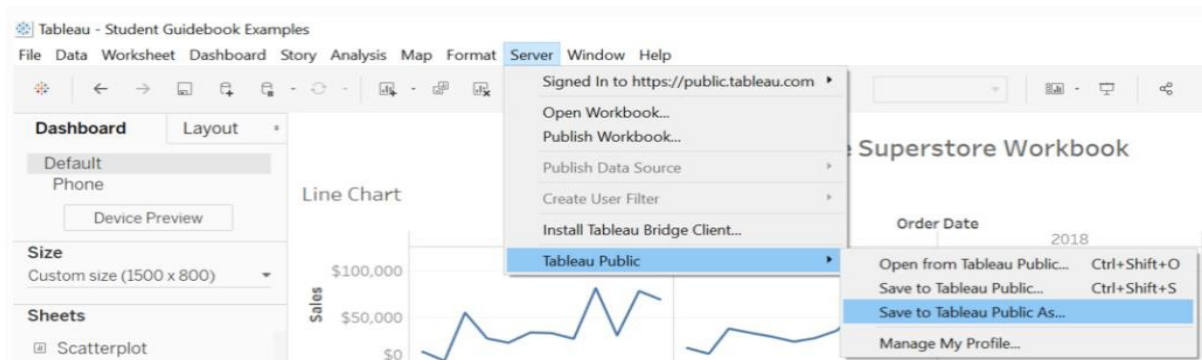 Tableau - Student Guidebook Examples
File Data Worksheet Dashboard Story Analysis Map Format Server Window Help
Signed In to https://public.tableau.com
Open Workbook...
Publish Workbook...
Publish Data Source
Create User Filter
Install Tableau Bridge Client...
Tableau Public
Open from Tableau Public... Ctrl+Shift+O
Save to Tableau Public... Ctrl+Shift+S
Save to Tableau Public As...
Manage My Profile...
Dashboard Layout
Default
Phone
Device Preview
Size
Custom size (1500 x 800)
Sheets
Scatterplot
Superstore Workbook
Line Chart
Order Date
2018
Sales
$100,000
$50,000
$0